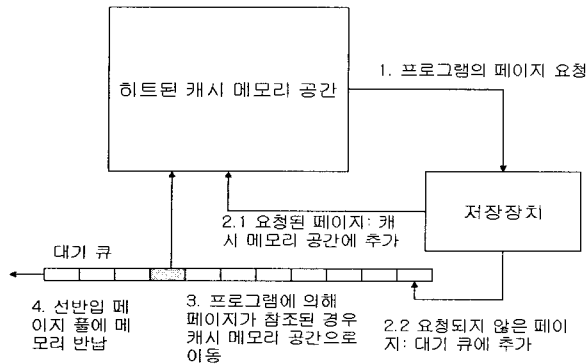 히트된 캐시 메모리 공간
1. 프로그램의 페이지 요청
2.1 요청된 페이지: 캐
시 메모리 공간에 추가
저장장치
대기 큐
4. 선반입 페
이지 풀에 메
모리 반납
3. 프로그램에 의해
페이지가 참조된 경우
캐시 메모리 공간으로
이동
2.2 요청되지 않은 페이
지: 대기 큐에 추가